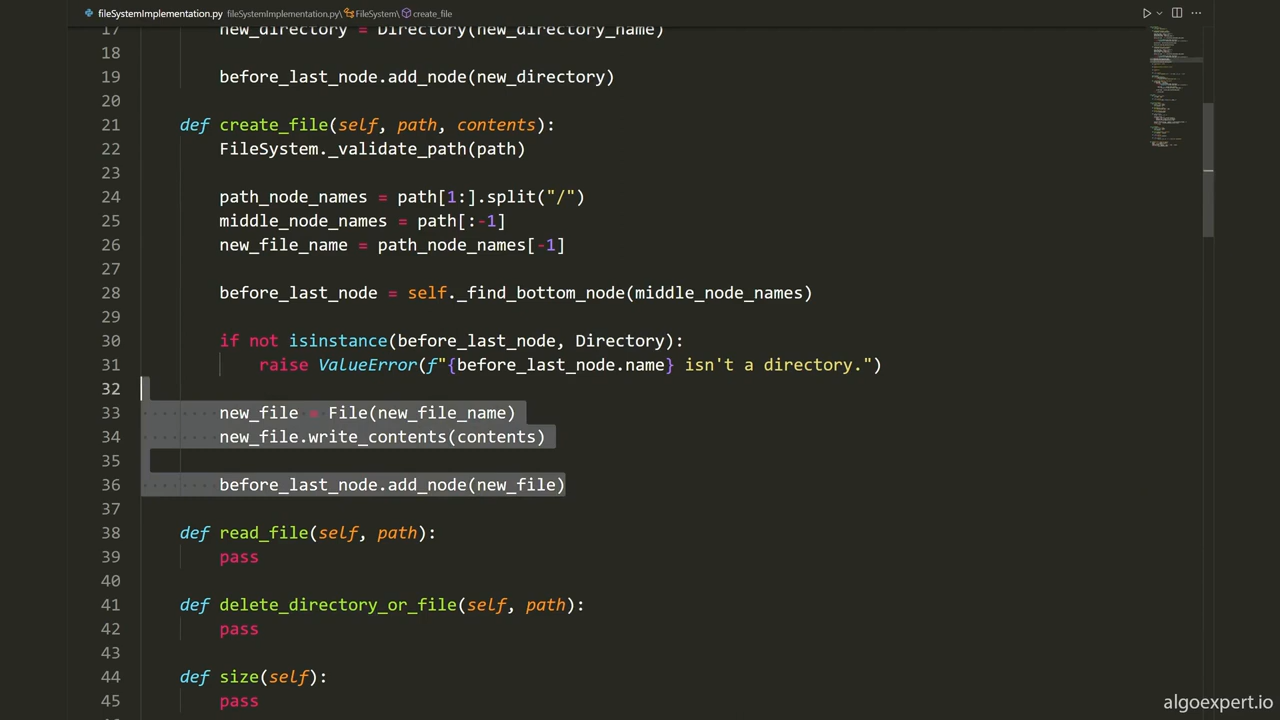 fileSystemImplementation.py fileSystemImplementation.py\ FileSystem\ create_file
17 new_directory = Directory(new_directory_name)
18
19 before_last_node.add_node(new_directory)
20
21 def create_file(self, path, contents):
22 FileSystem._validate_path(path)
23
24 path_node_names = path[1:].split("/")
25 middle_node_names = path[:-1]
26 new_file_name = path_node_names[-1]
27
28 before_last_node = self._find_bottom_node(middle_node_names)
29
30 if not isinstance(before_last_node, Directory):
31 raise ValueError(f"{before_last_node.name} isn't a directory.")
32
33 new_file = File(new_file_name)
34 new_file.write_contents(contents)
35
36 before_last_node.add_node(new_file)
37
38 def read_file(self, path):
39 pass
40
41 def delete_directory_or_file(self, path):
42 pass
43
44 def size(self):
45 pass
algoexpert.io